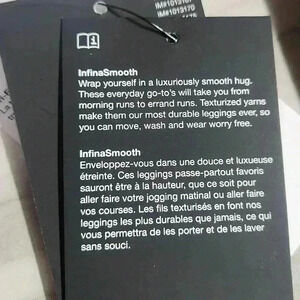 IM#1013170
InfinaSmooth
Wrap yourself in a luxuriously smooth hug.
These everyday go-to's will take you from
morning runs to errand runs. Texturized yarns
make them our most durable leggings ever, so
you can move, wash and wear worry free.
InfinaSmooth
Enveloppez-vous dans une douce et luxueuse
étreinte. Ces leggings passe-partout favoris
sauront être à la hauteur, que ce soit pour
aller faire votre jogging matinal ou aller faire
vos courses. Les fils texturisés en font nos
leggings les plus durables que jamais, ce qui
vous permettra de les porter et de les laver
sans souci.